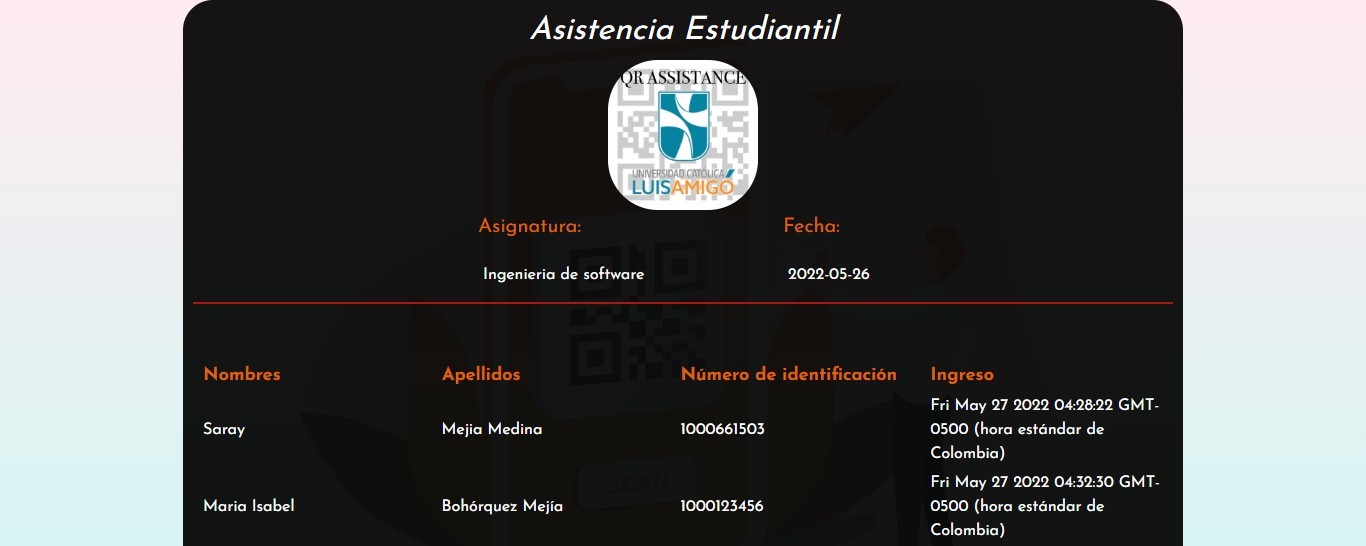 Asistencia Estudiantil
QR ASSISTANCE
UNIVERSIDAD CATÓLICA
LUIS AMIGÓ
Asignatura: Fecha:
Ingenieria de software 2022-05-26
SCAN
Nombres Apellidos Número de identificación Ingreso
Saray Mejia Medina 1000661503 Fri May 27 2022 04:28:22 GMT-
0500 (hora estándar de
Colombia)
Maria Isabel Bohórquez Mejía 1000123456 Fri May 27 2022 04:32:30 GMT-
0500 (hora estándar de
Colombia)